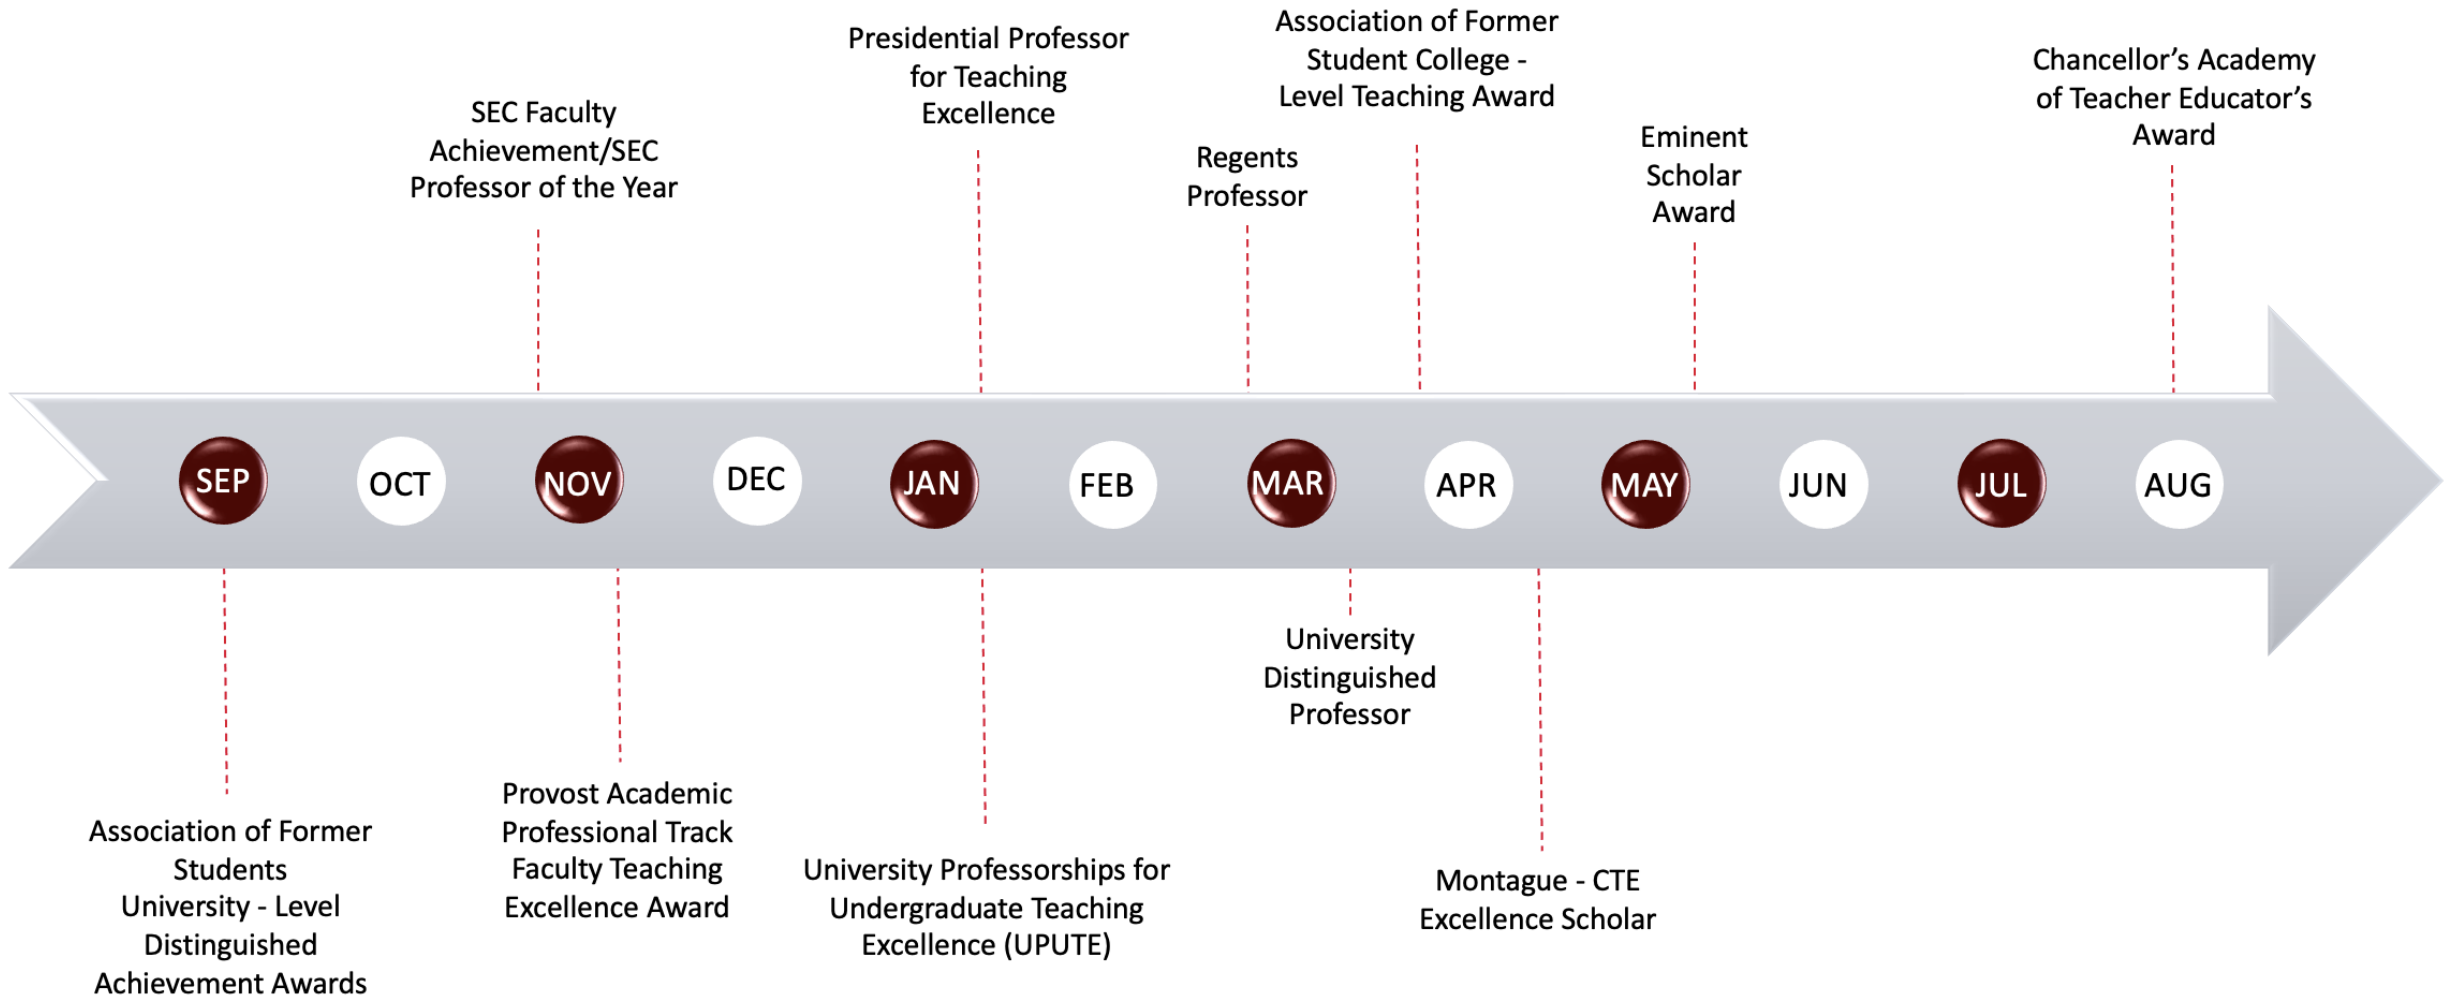 SEC Faculty
Achievement/SEC
Professor of the Year
Presidential Professor
for Teaching
Excellence
Regents
Professor
Association of Former
Student College -
Level Teaching Award
Eminent
Scholar
Award
Chancellor’s Academy
of Teacher Educator’s
Award
SEP
OCT
NOV
DEC
JAN
FEB
MAR
APR
MAY
JUN
JUL
AUG
Association of Former
Students
University - Level
Distinguished
Achievement Awards
Provost Academic
Professional Track
Faculty Teaching
Excellence Award
University Professorships for
Undergraduate Teaching
Excellence (UPUTE)
University
Distinguished
Professor
Montague - CTE
Excellence Scholar